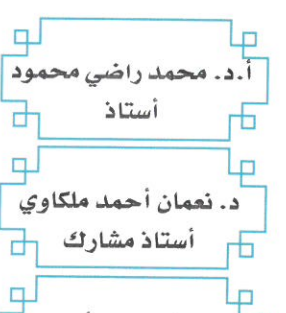 أ.د. محمد راضي محمود
أستاذ
د. نعمان أحمد ملكاوي
أستاذ مشارك